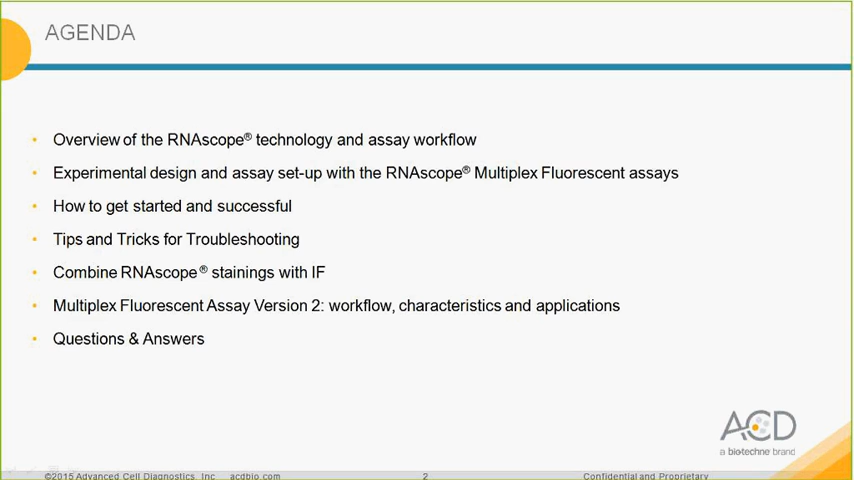 AGENDA
• Overview of the RNAscope® technology and assay workflow
• Experimental design and assay set-up with the RNAscope® Multiplex Fluorescent assays
• How to get started and successful
• Tips and Tricks for Troubleshooting
• Combine RNAscope® stainings with IF
• Multiplex Fluorescent Assay Version 2: workflow, characteristics and applications
• Questions & Answers
ACD
a biotechne brand
©2015 Advanced Cell Diagnostics, Inc acdbio.com 2 Confidential and Proprietary